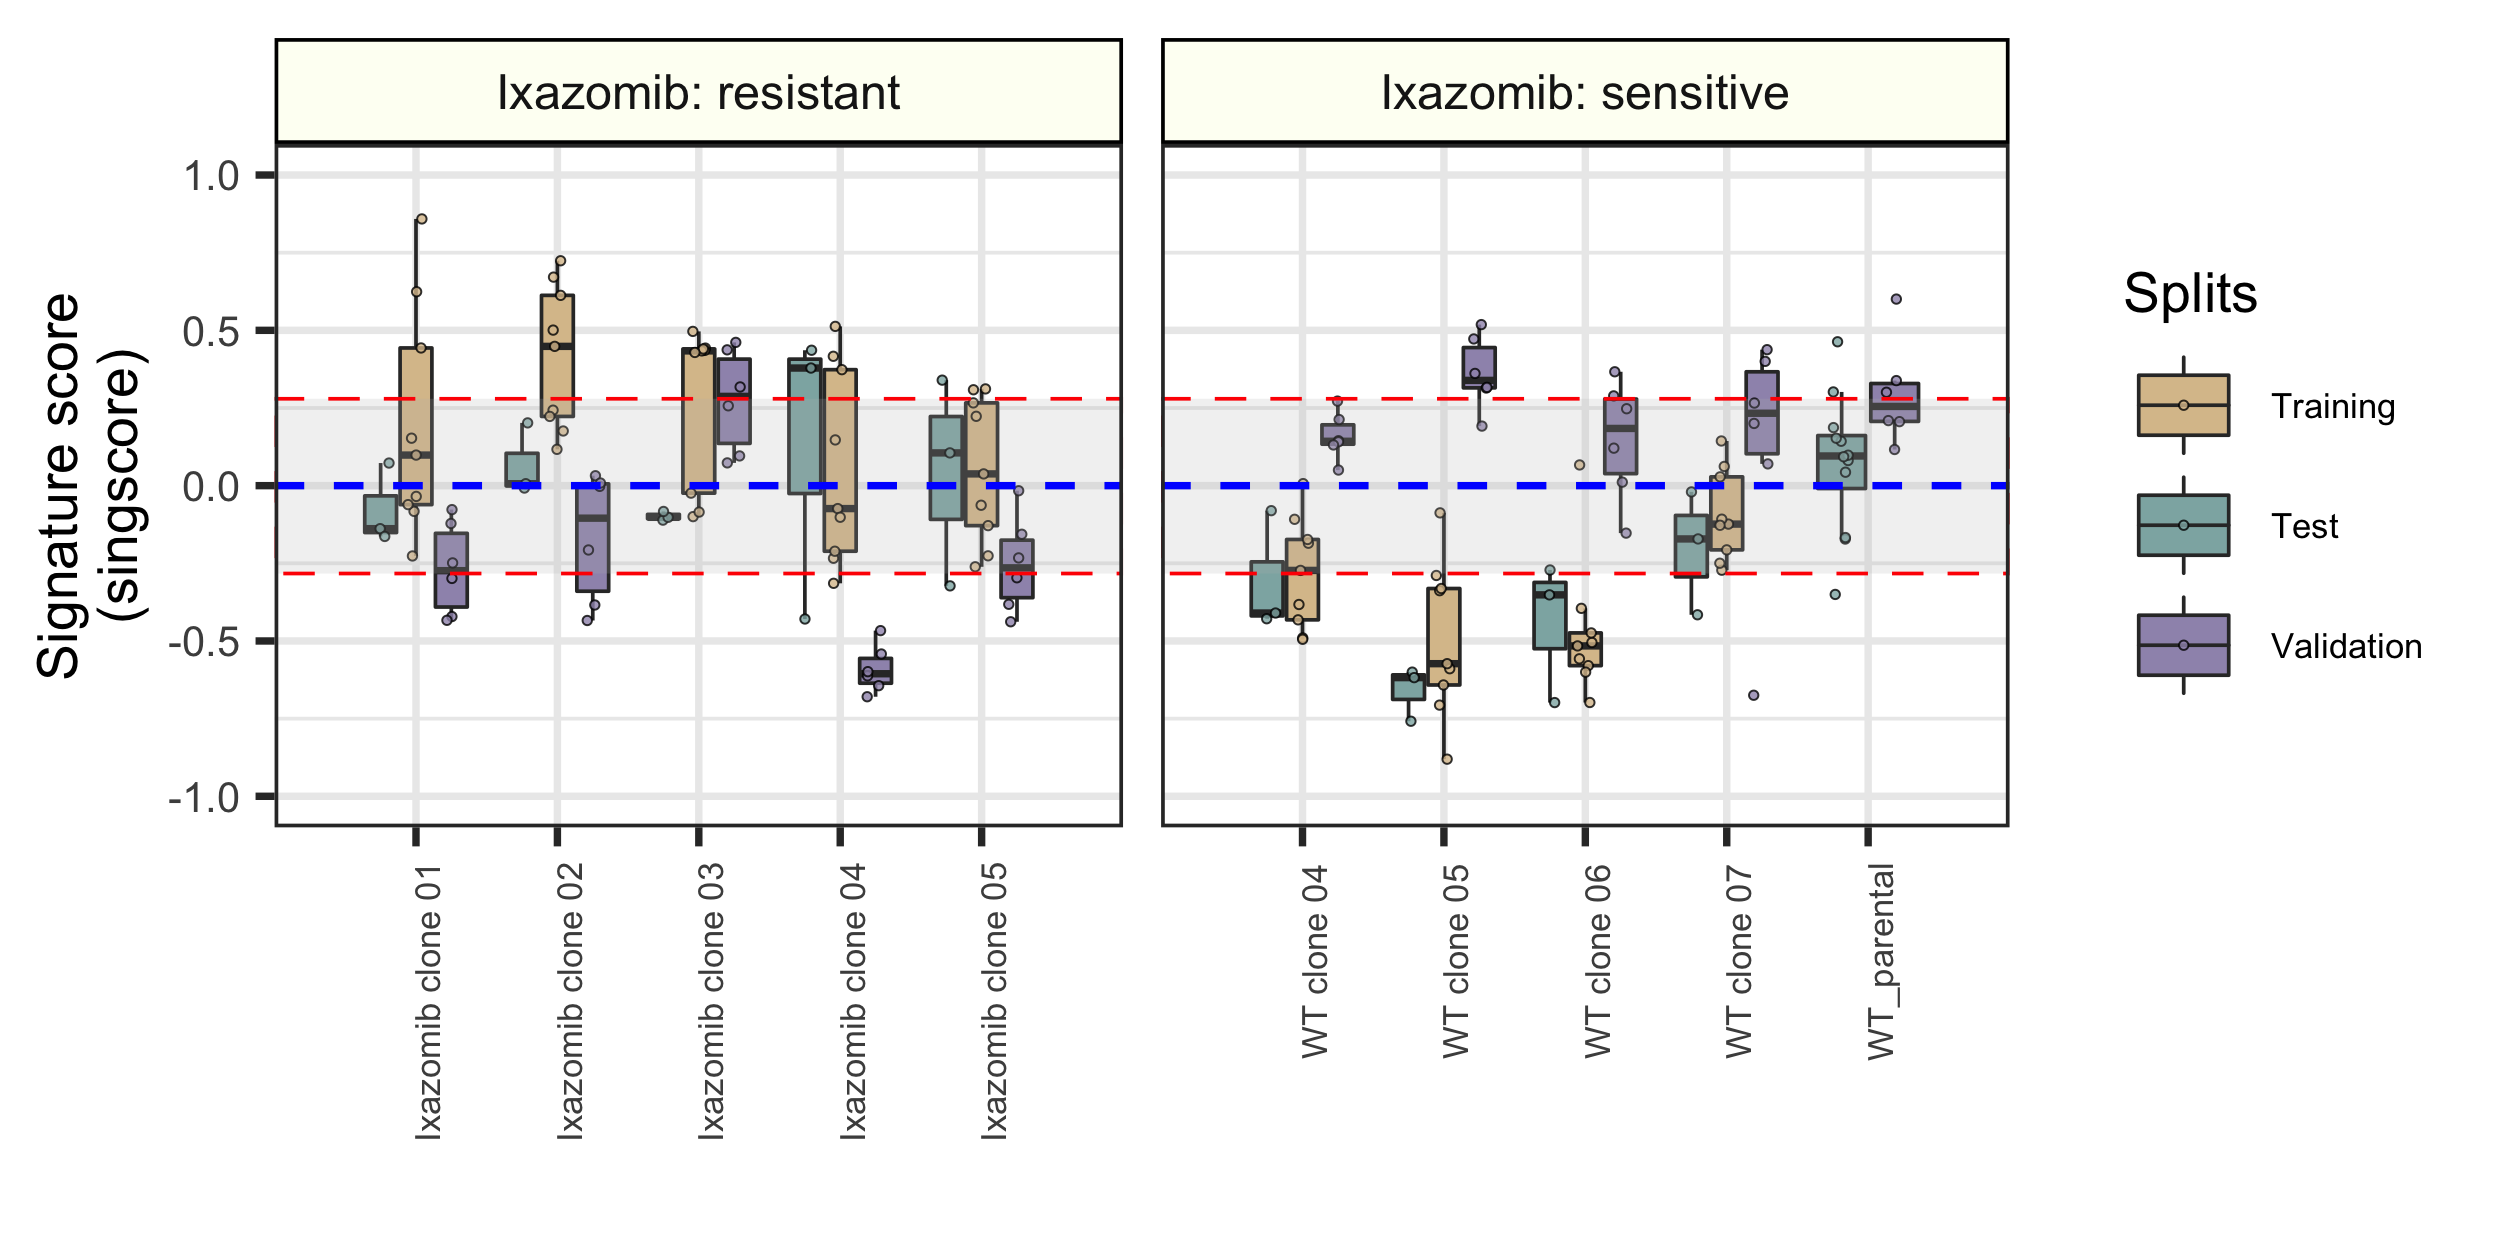 Ixazomib: resistant
Ixazomib: sensitive
Signature score
(singscore)
1.0
0.5
0.0
-0.5
-1.0
Ixazomib clone 01
Ixazomib clone 02
Ixazomib clone 03
Ixazomib clone 04
Ixazomib clone 05
WT clone 04
WT clone 05
WT clone 06
WT clone 07
WT_parental
Splits
Training
Test
Validation